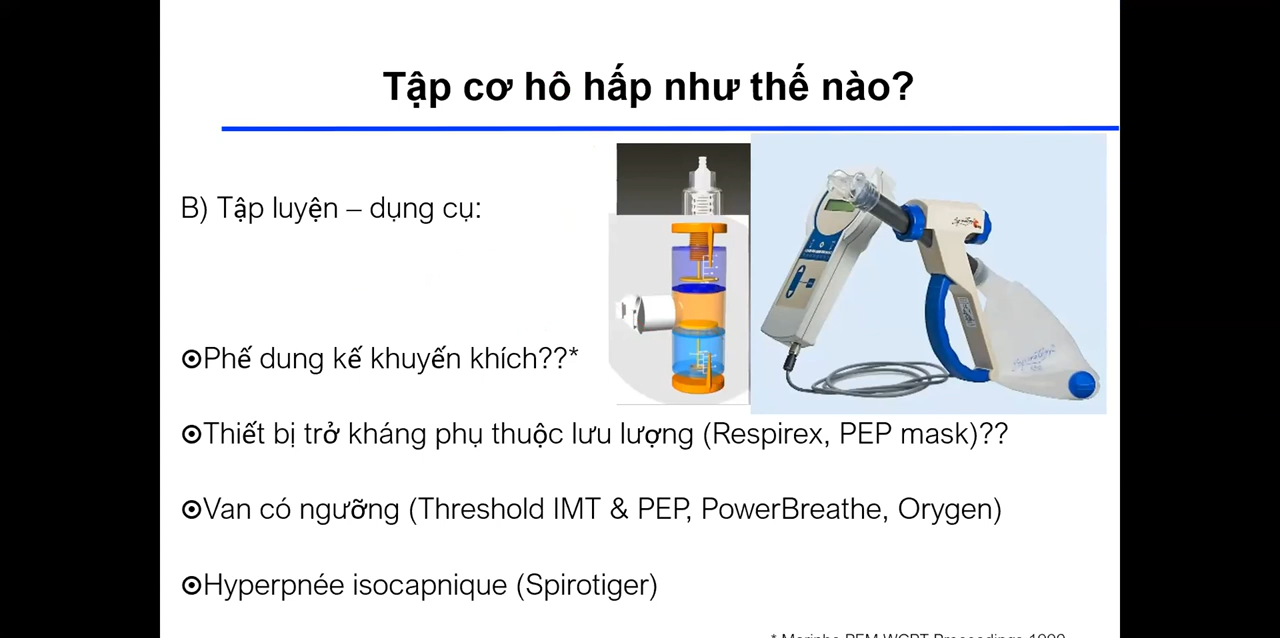 Tập cơ hô hấp như thế nào?
B) Tập luyện – dụng cụ:
Phế dung kế khuyến khích??*
Thiết bị trở kháng phụ thuộc lưu lượng (Respirex, PEP mask)??
Van có ngưỡng (Threshold IMT & PEP, PowerBreathe, Orygen)
Hyperpnée isocapnique (Spirotiger)